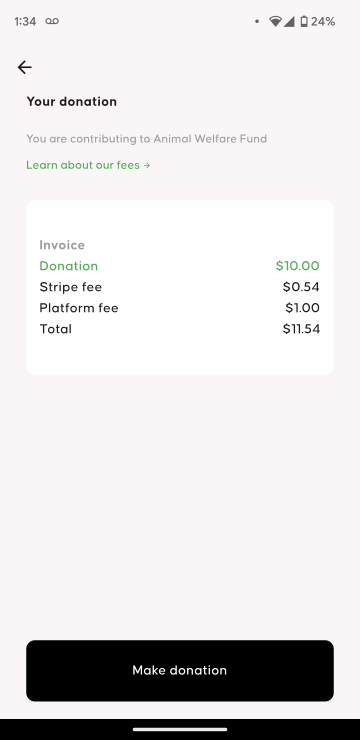 1:34 24%
Your donation
You are contributing to Animal Welfare Fund
Learn about our fees →
Invoice
Donation $10.00
Stripe fee $0.54
Platform fee $1.00
Total $11.54
Make donation